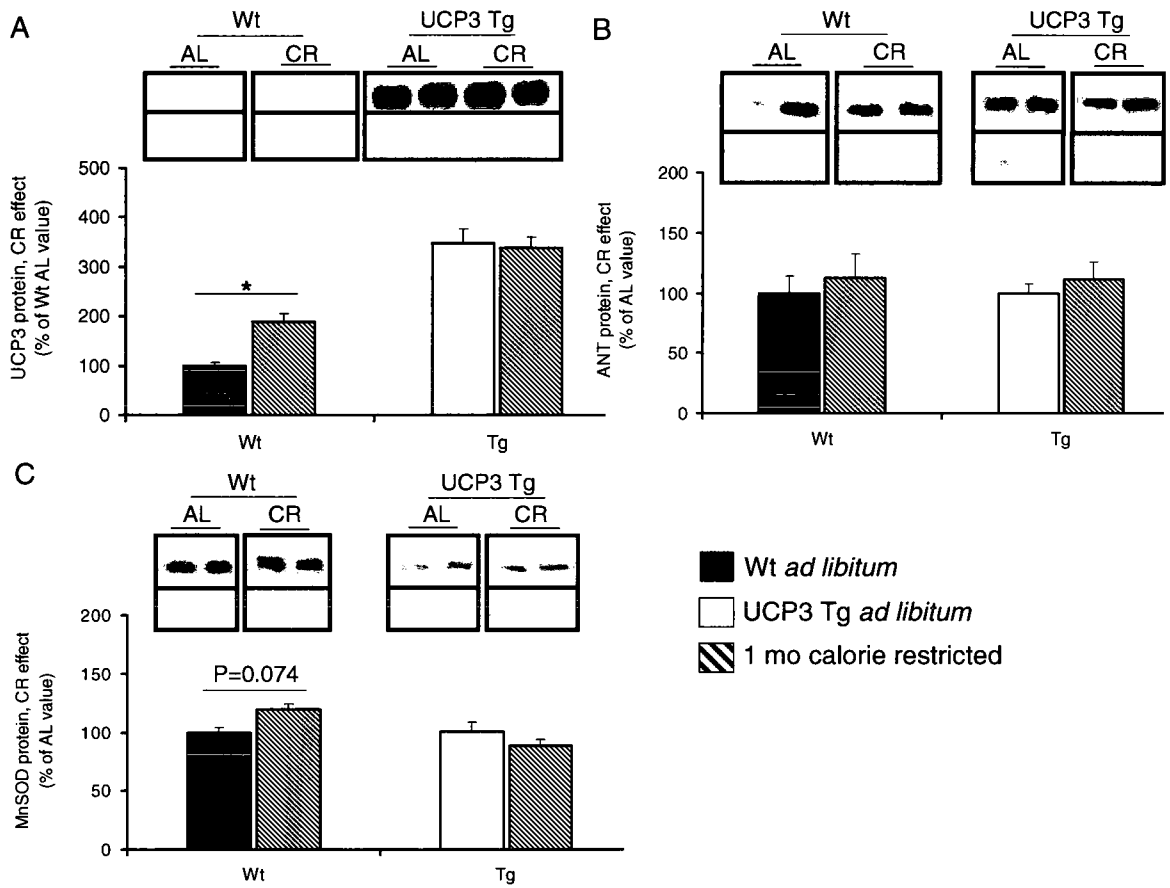 A
Wt
UCP3 Tg
AL
CR
AL
CR
UCP3 protein, CR effect
(% of Wt AL value)
500
400
300
200
100
0
*
Wt
Tg
B
Wt
UCP3 Tg
AL
CR
AL
CR
ANT protein, CR effect
(% of AL value)
200
150
100
50
0
Wt
Tg
C
Wt
UCP3 Tg
AL
CR
AL
CR
MnSOD protein, CR effect
(% of AL value)
200
150
100
50
0
P=0.074
Wt
Tg
Wt ad libitum
UCP3 Tg ad libitum
1 mo calorie restricted